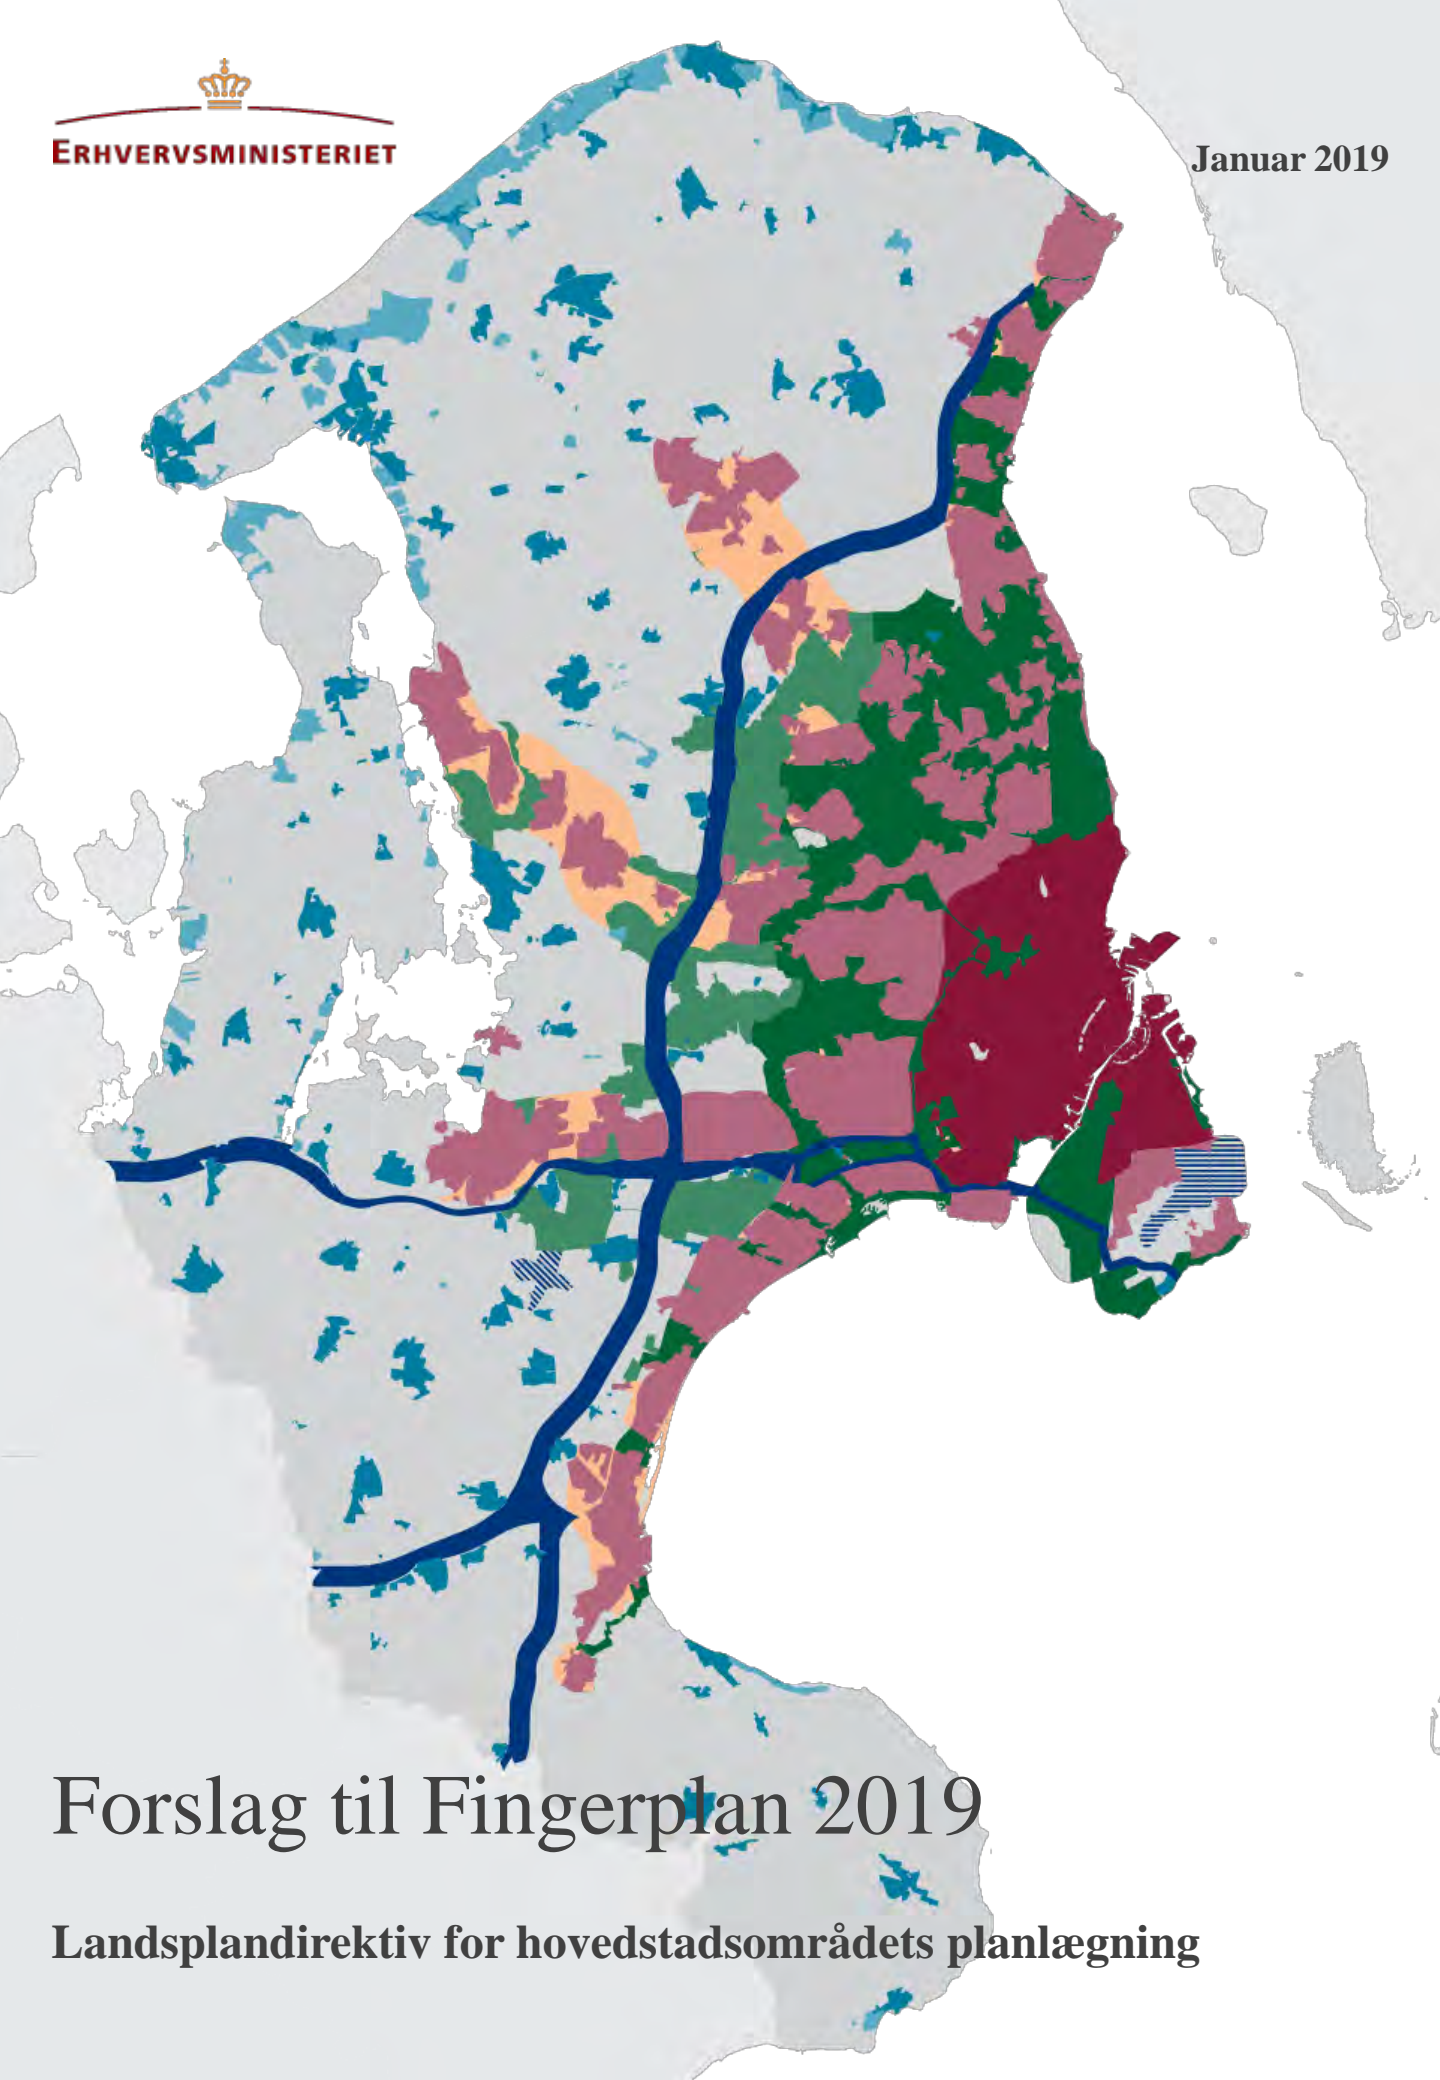 ERHVERVSMINISTERIET
Januar 2019
Forslag til Fingerplan 2019
Landsplandirektiv for hovedstadsområdets planlægning